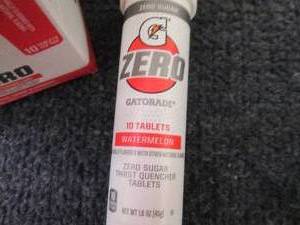 ZERO SUGAR
G
ZERO
GATORADE
10 TABLETS
WATERMELON
ZERO SUGAR
THIRST QUENCHER
TABLETS
NET WT 1.6 OZ (45g)
10
ZERO